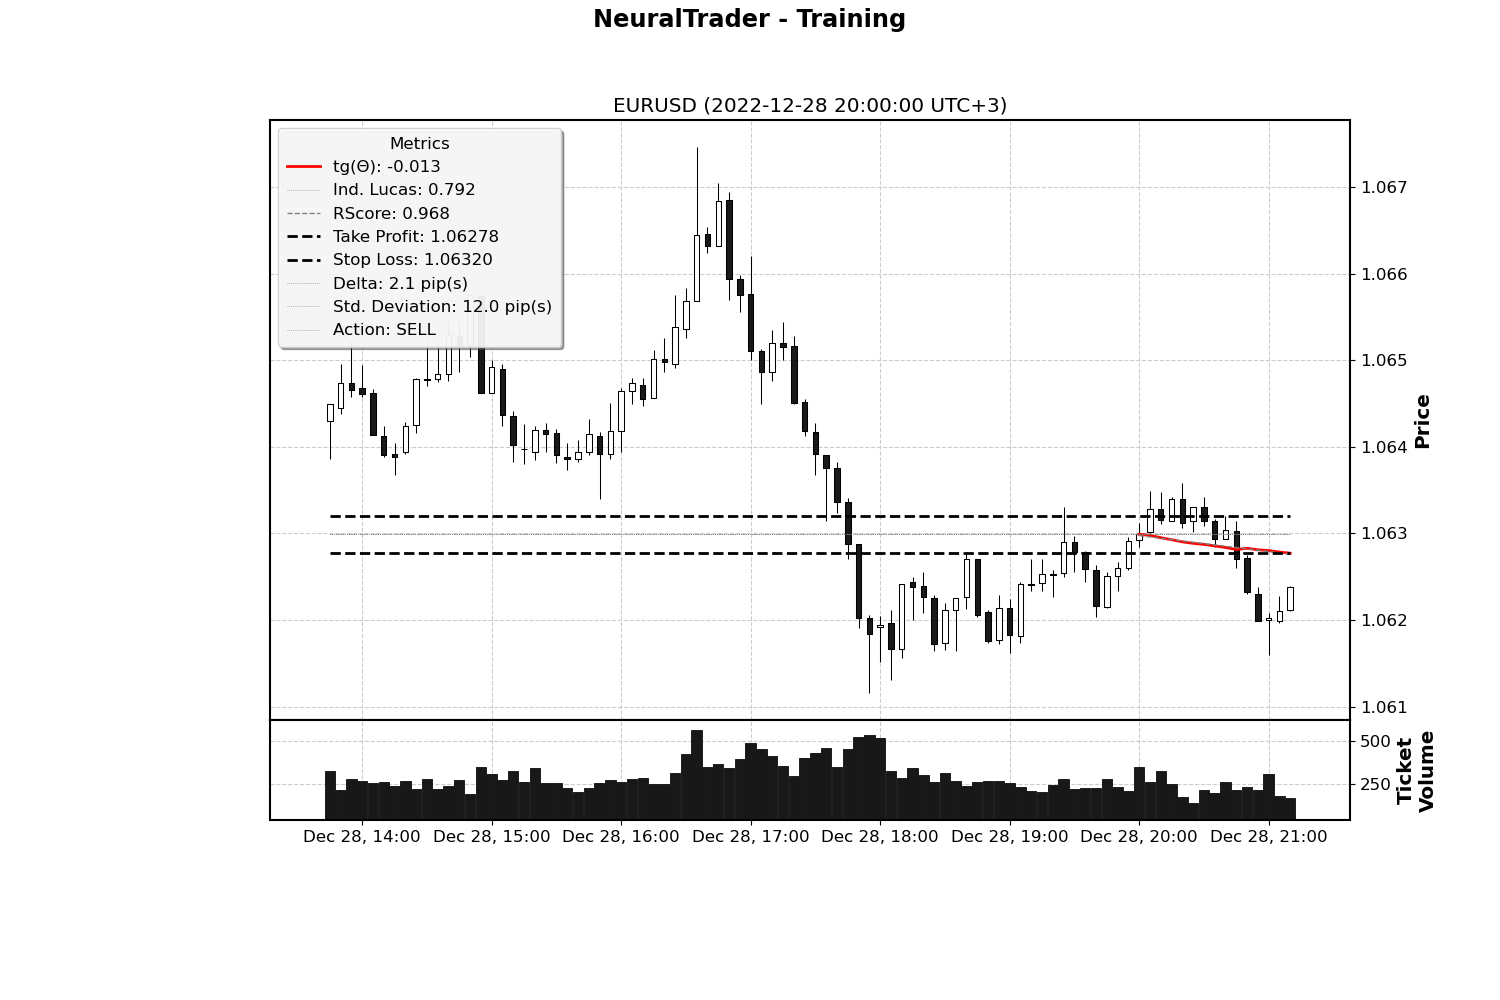 NeuralTrader - Training
EURUSD (2022-12-28 20:00:00 UTC+3)
Metrics
tg(Θ): -0.013
Ind. Lucas: 0.792
RScore: 0.968
Take Profit: 1.06278
Stop Loss: 1.06320
Delta: 2.1 pip(s)
Std. Deviation: 12.0 pip(s)
Action: SELL
1.067
1.066
1.065
1.064
1.063
1.062
1.061
Price
500
250
Ticket
Volume
Dec 28, 14:00
Dec 28, 15:00
Dec 28, 16:00
Dec 28, 17:00
Dec 28, 18:00
Dec 28, 19:00
Dec 28, 20:00
Dec 28, 21:00